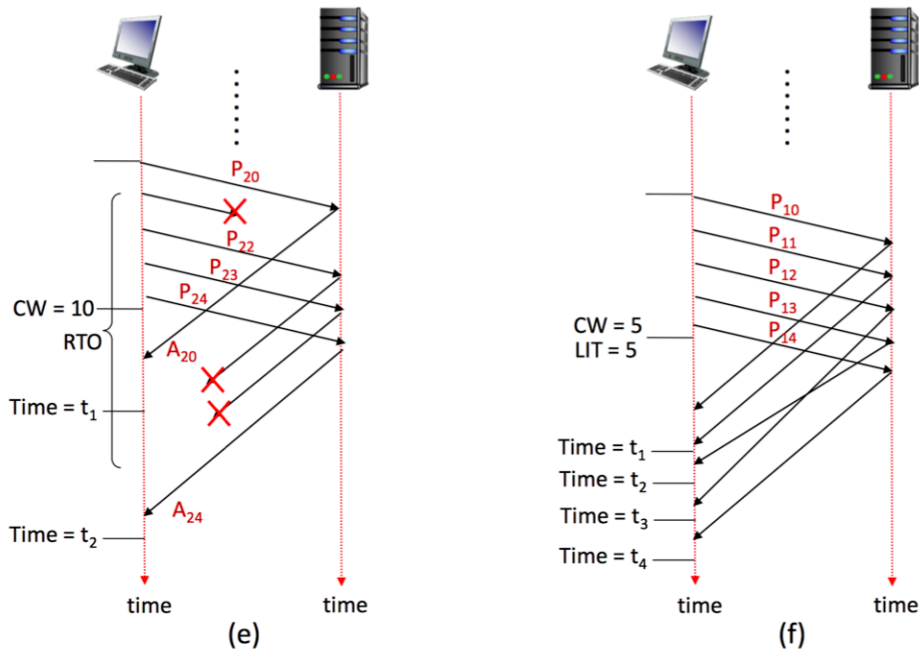 P₂₀
P₂₂
P₂₃
P₂₄
CW = 10
RTO
A₂₀
Time = t₁
A₂₄
Time = t₂
time
time
(e)
P₁₀
P₁₁
P₁₂
P₁₃
P₁₄
CW = 5
LIT = 5
Time = t₁
Time = t₂
Time = t₃
Time = t₄
time
time
(f)